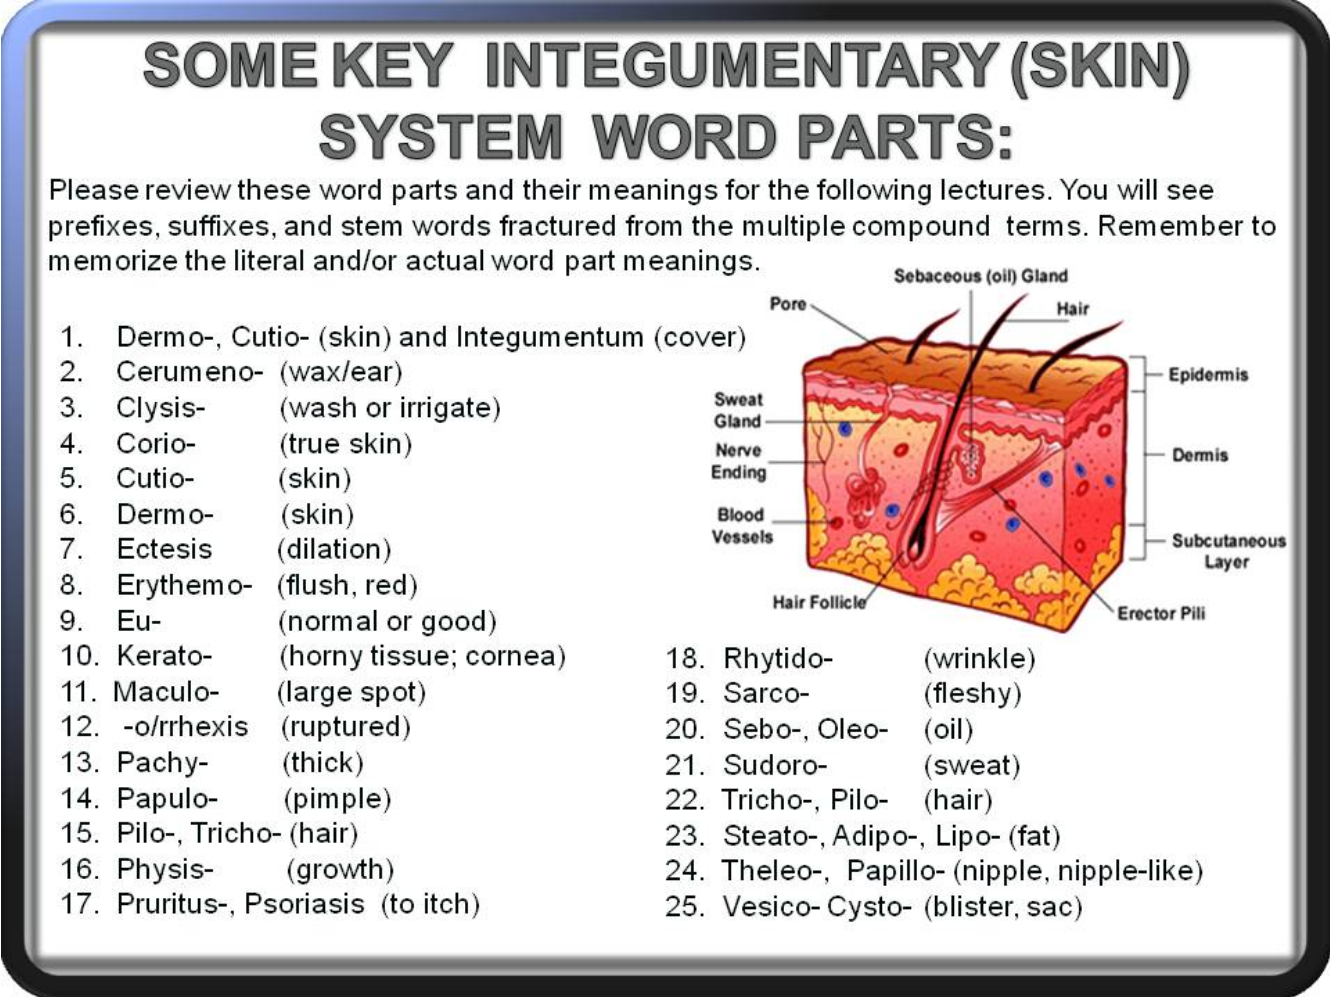 SOME KEY INTEGUMENTARY (SKIN)
SYSTEM WORD PARTS:
Please review these word parts and their meanings for the following lectures. You will see
prefixes, suffixes, and stem words fractured from the multiple compound terms. Remember to
memorize the literal and/or actual word part meanings.
1. Dermo-, Cutio- (skin) and Integumentum (cover)
2. Cerumeno- (wax/ear)
3. Clysis- (wash or irrigate)
4. Corio- (true skin)
5. Cutio- (skin)
6. Dermo- (skin)
7. Ectesis (dilation)
8. Erythemo- (flush, red)
9. Eu- (normal or good)
10. Kerato- (horny tissue; cornea)
11. Maculo- (large spot)
12. -o/rrhexis (ruptured)
13. Pachy- (thick)
14. Papulo- (pimple)
15. Pilo-, Tricho- (hair)
16. Physis- (growth)
17. Pruritus-, Psoriasis (to itch)
Sebaceous (oil) Gland
Pore
Hair
Epidermis
Sweat
Gland
Nerve
Ending
Dermis
Blood
Vessels
Subcutaneous
Layer
Hair Follicle
Erector Pili
18. Rhytido- (wrinkle)
19. Sarco- (fleshy)
20. Sebo-, Oleo- (oil)
21. Sudoro- (sweat)
22. Tricho-, Pilo- (hair)
23. Steato-, Adipo-, Lipo- (fat)
24. Theleo-, Papillo- (nipple, nipple-like)
25. Vesico- Cysto- (blister, sac)